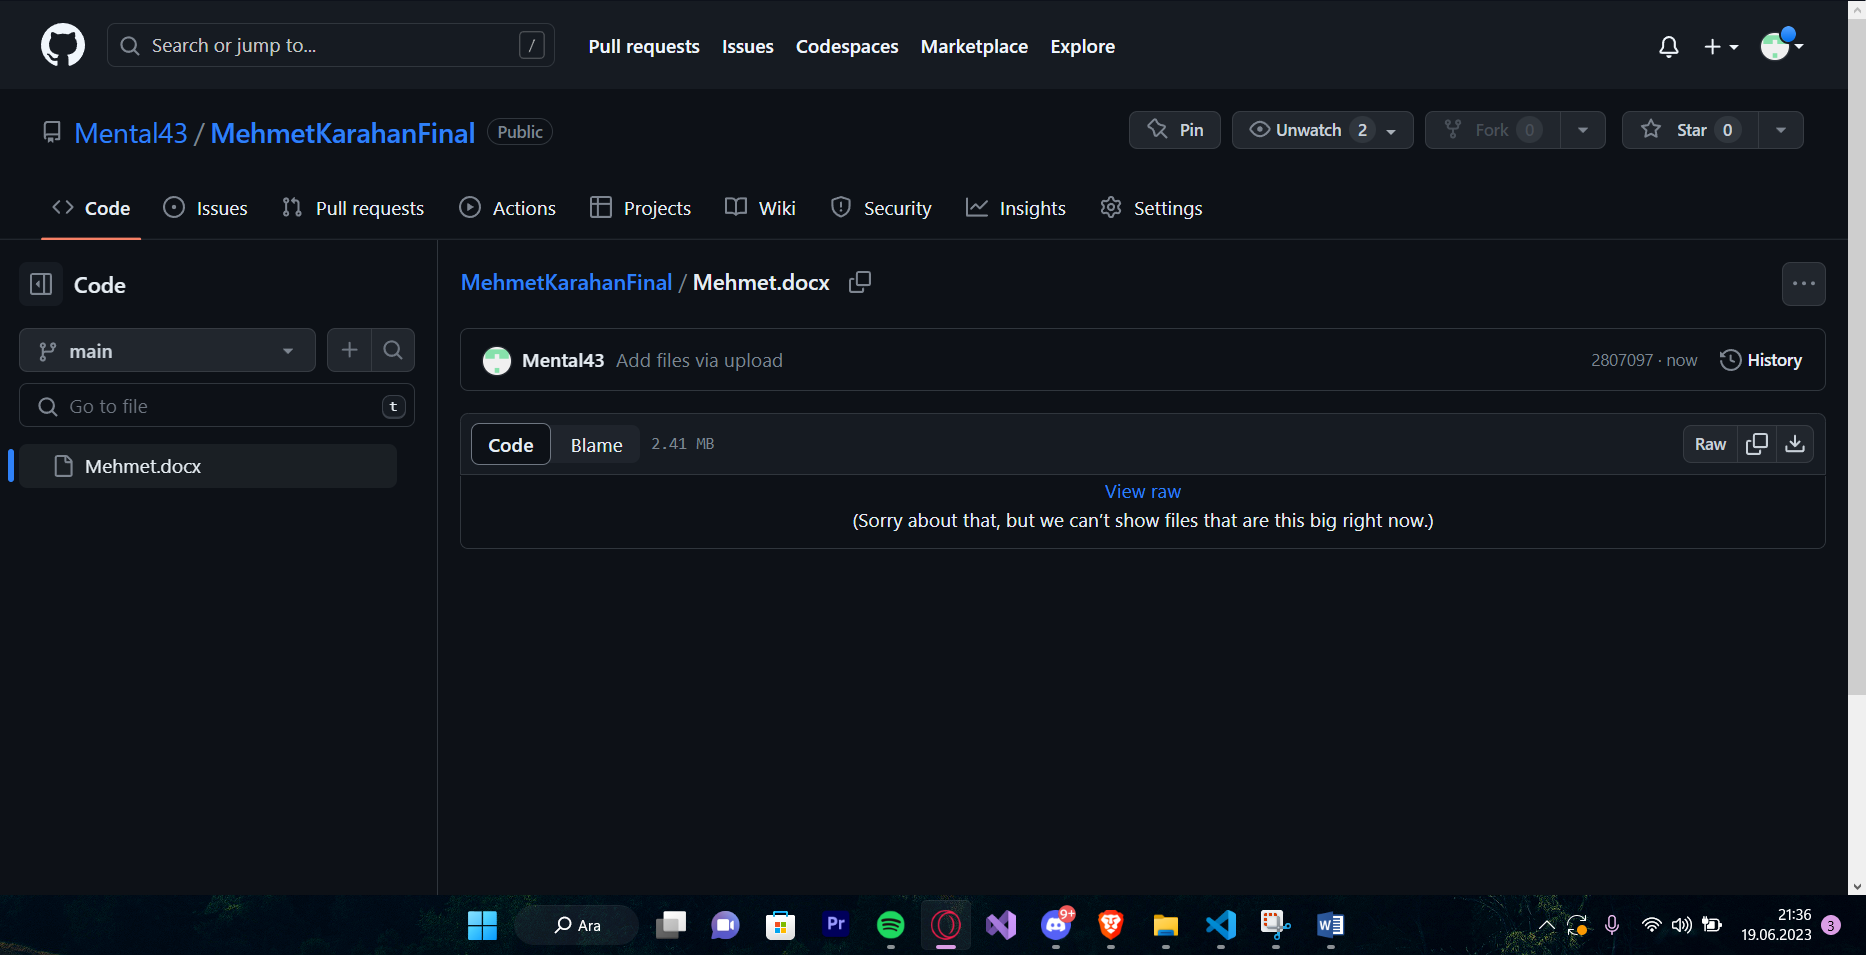 Search or jump to... /
Pull requests Issues Codespaces Marketplace Explore
Mental43 / MehmetKarahanFinal Public
Pin Unwatch 2 Fork 0 Star 0
Code Issues Pull requests Actions Projects Wiki Security Insights Settings
Code
main
Go to file t
Mehmet.docx
MehmetKarahanFinal / Mehmet.docx
Mental43 Add files via upload 2807097 · now History
Code Blame 2.41 MB Raw
View raw
(Sorry about that, but we can’t show files that are this big right now.)
Ara
Pr
9+
W
21:36
19.06.2023 3